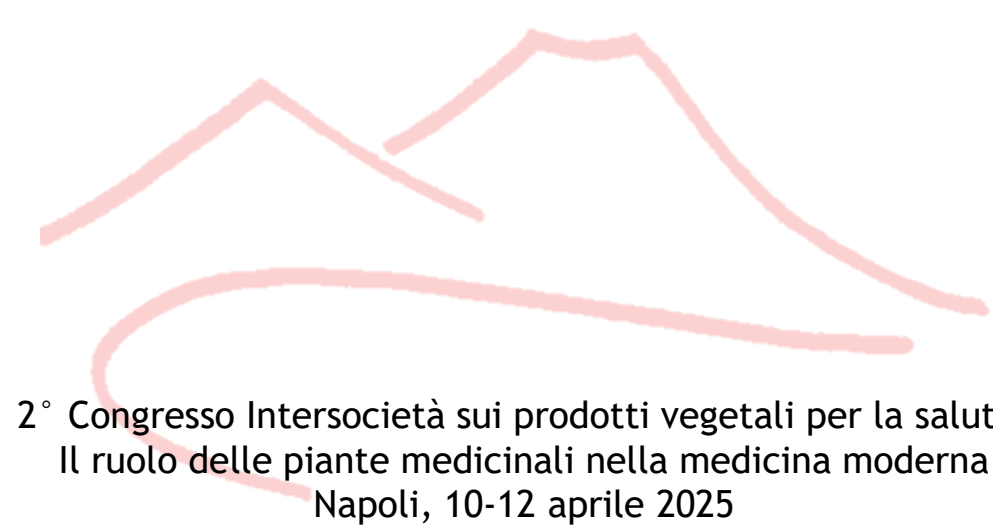 2° Congresso Intersocietà sui prodotti vegetali per la salut
Il ruolo delle piante medicinali nella medicina moderna
Napoli, 10-12 aprile 2025